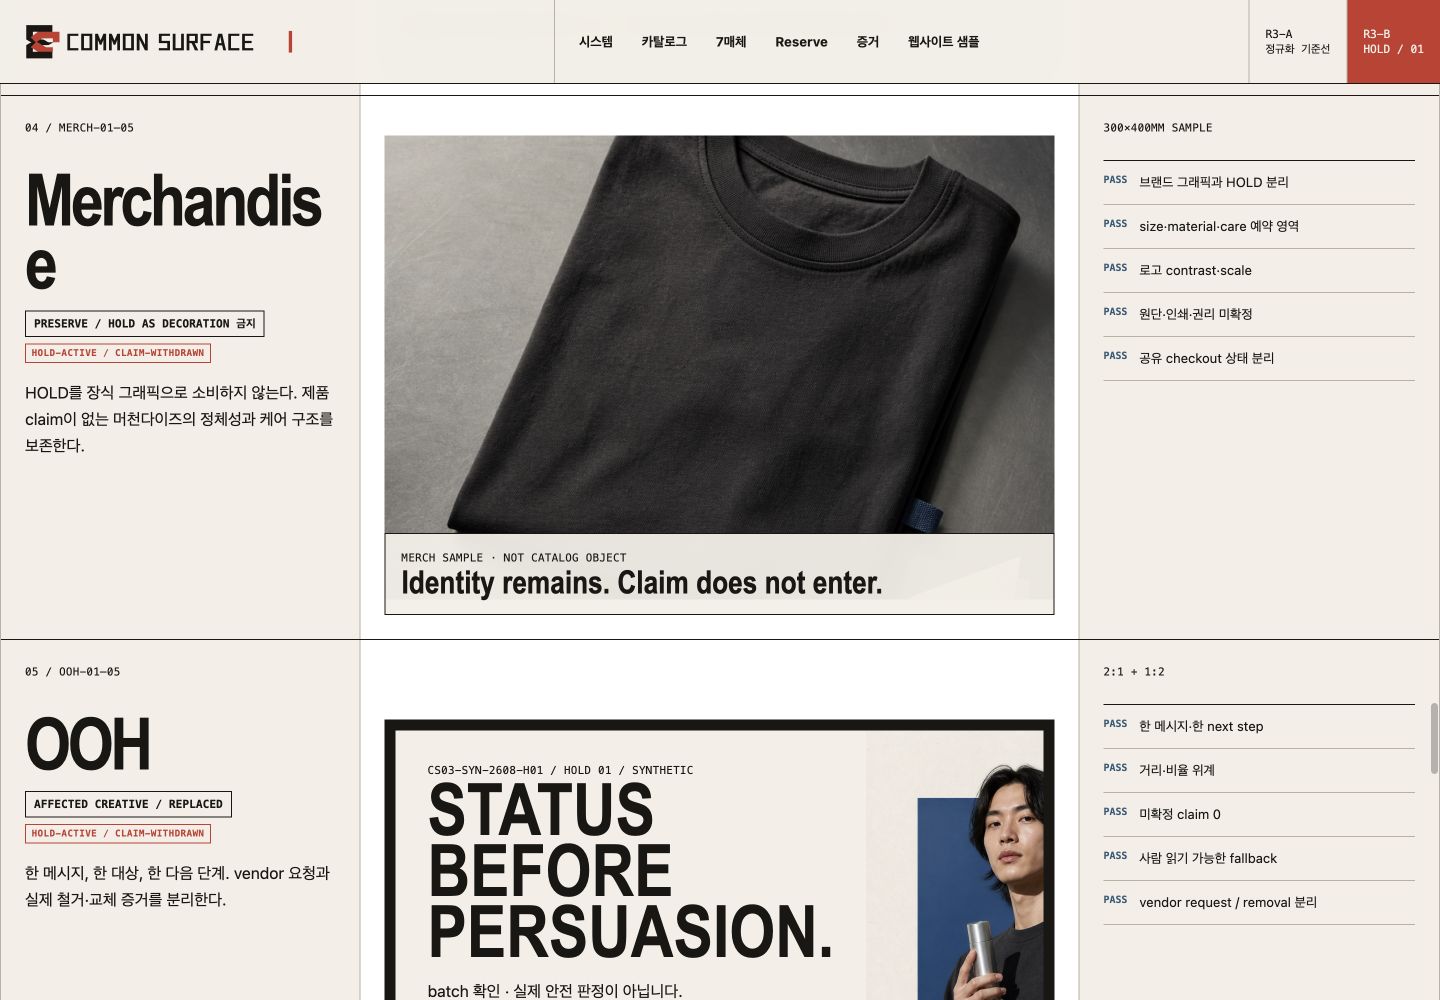 COMMON SURFACE
시스템
카탈로그
7매체
Reserve
증거
웹사이트 샘플
R3-A
정규화 기준선
R3-B
HOLD / 01
04 / MERCH-01-05
Merchandis
e
PRESERVE / HOLD AS DECORATION 금지
HOLD-ACTIVE / CLAIM-WITHDRAWN
HOLD를 장식 그래픽으로 소비하지 않는다. 제품
claim이 없는 머천다이즈의 정체성과 케어 구조를
보존한다.
MERCH SAMPLE · NOT CATALOG OBJECT
Identity remains. Claim does not enter.
300×400MM SAMPLE
PASS 브랜드 그래픽과 HOLD 분리
PASS size·material·care 예약 영역
PASS 로고 contrast·scale
PASS 원단·인쇄·권리 미확정
PASS 공유 checkout 상태 분리
05 / OOH-01-05
OOH
AFFECTED CREATIVE / REPLACED
HOLD-ACTIVE / CLAIM-WITHDRAWN
한 메시지, 한 대상, 한 다음 단계. vendor 요청과
실제 철거·교체 증거를 분리한다.
CS03-SYN-2608-H01 / HOLD 01 / SYNTHETIC
STATUS
BEFORE
PERSUASION.
batch 확인 · 실제 안전 판정이 아닙니다.
2:1 + 1:2
PASS 한 메시지·한 next step
PASS 거리·비율 위계
PASS 미확정 claim 0
PASS 사람 읽기 가능한 fallback
PASS vendor request / removal 분리